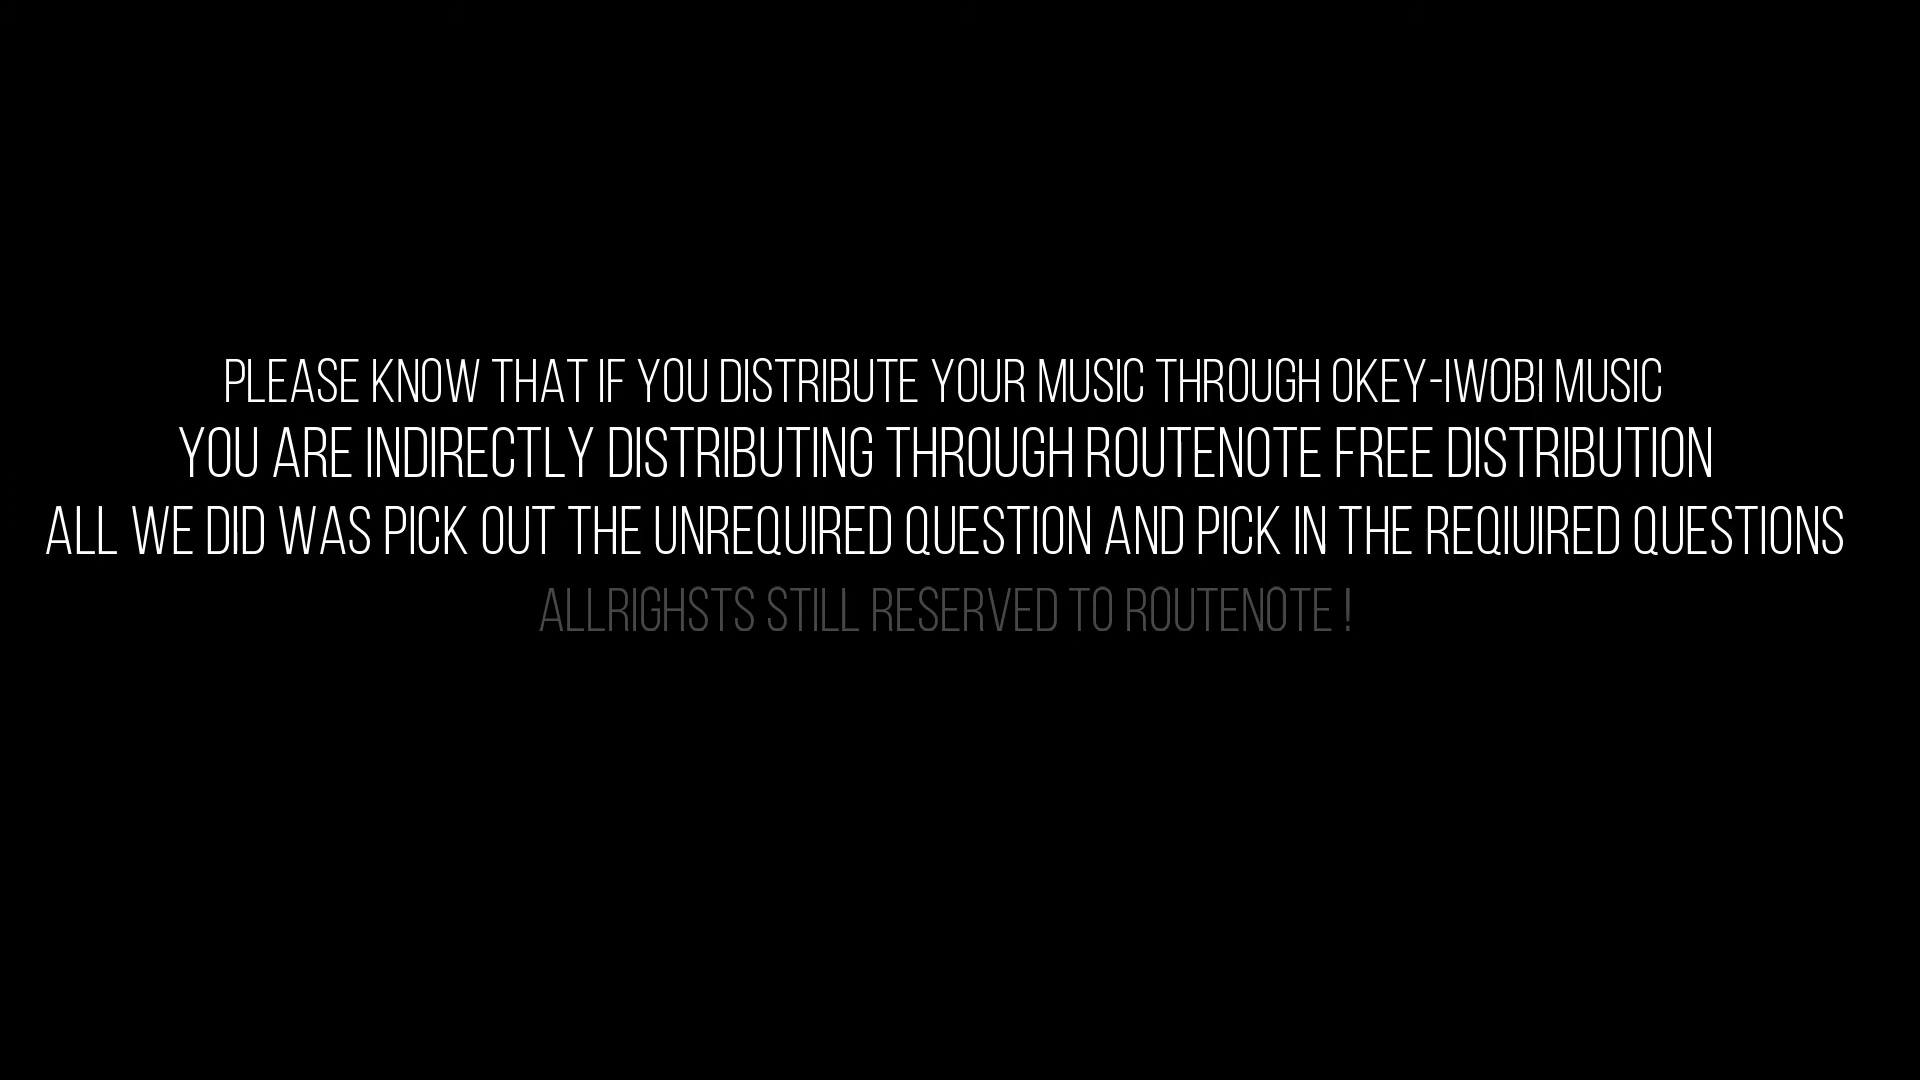 PLEASE KNOW THAT IF YOU DISTRIBUTE YOUR MUSIC THROUGH OKEY-IWOBI MUSIC
YOU ARE INDIRECTLY DISTRIBUTING THROUGH ROUTENOTE FREE DISTRIBUTION
ALL WE DID WAS PICK OUT THE UNREQUIRED QUESTION AND PICK IN THE REQIUIRED QUESTIONS
ALLRIGHSTS STILL RESERVED TO ROUTENOTE !